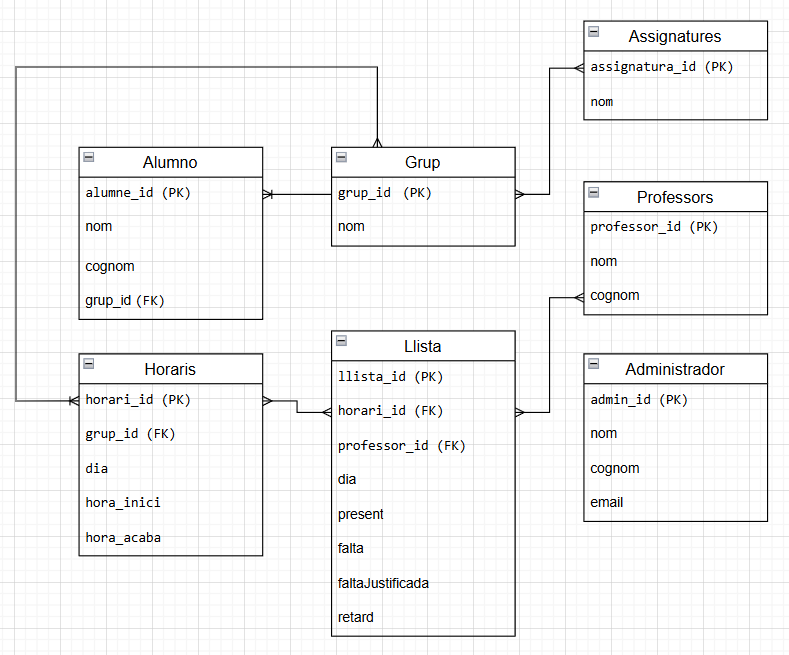 Assignatures
assignatura_id (PK)
nom
Alumno
alumne_id (PK)
nom
cognom
grup_id (FK)
Grup
grup_id (PK)
nom
Professors
professor_id (PK)
nom
cognom
Horaris
horari_id (PK)
grup_id (FK)
dia
hora_inici
hora_acaba
Llista
llista_id (PK)
horari_id (FK)
professor_id (FK)
dia
present
falta
faltaJustificada
retard
Administrador
admin_id (PK)
nom
cognom
email